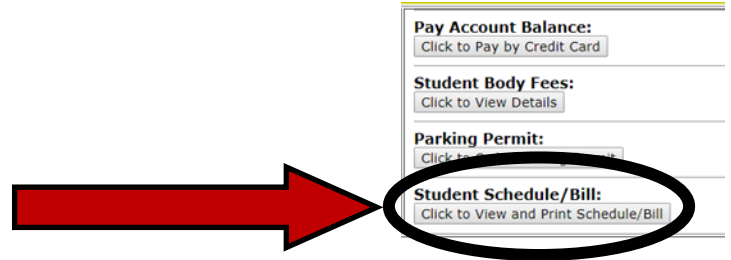 Pay Account Balance:
Click to Pay by Credit Card
Student Body Fees:
Click to View Details
Parking Permit:
Click
Student Schedule/Bill:
Click to View and Print Schedule/Bill